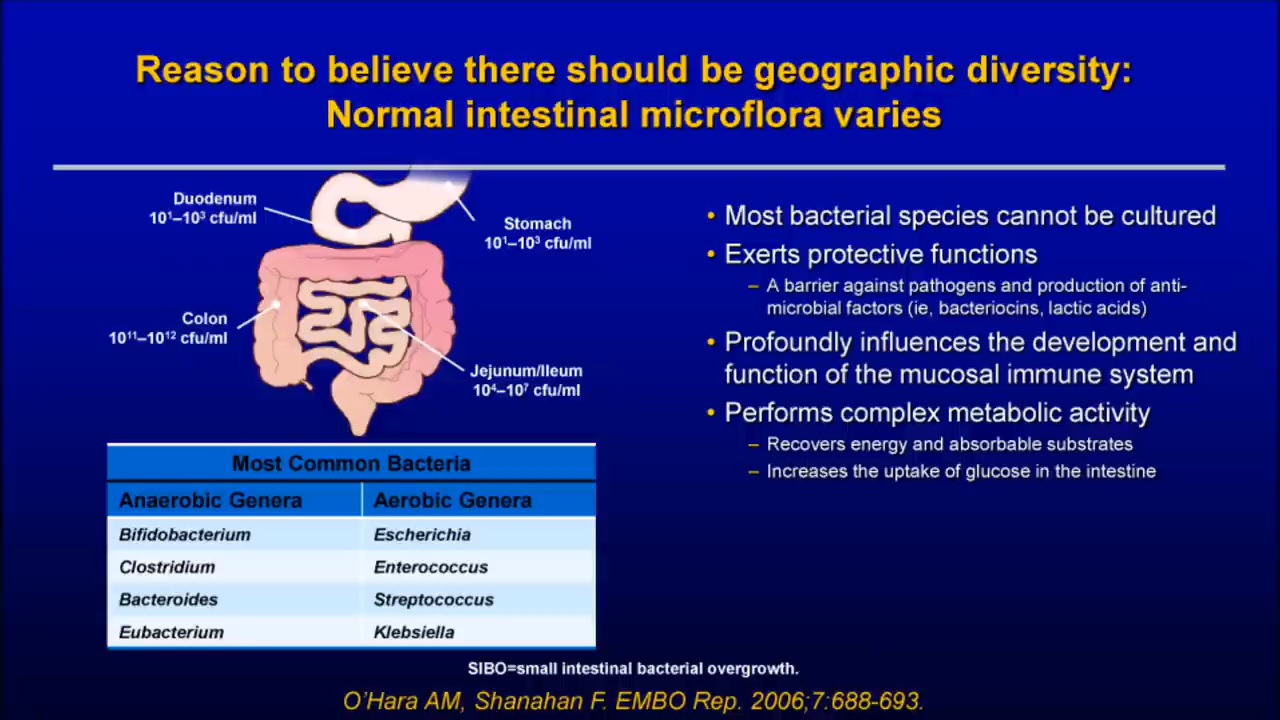 Reason to believe there should be geographic diversity:
Normal intestinal microflora varies
Duodenum
10¹–10³ cfu/ml
Stomach
10¹–10³ cfu/ml
Colon
10¹¹–10¹² cfu/ml
Jejunum/Ileum
10⁴–10⁷ cfu/ml
Most Common Bacteria
Anaerobic Genera Aerobic Genera
Bifidobacterium Escherichia
Clostridium Enterococcus
Bacteroides Streptococcus
Eubacterium Klebsiella
• Most bacterial species cannot be cultured
• Exerts protective functions
– A barrier against pathogens and production of anti-
microbial factors (ie, bacteriocins, lactic acids)
• Profoundly influences the development and
function of the mucosal immune system
• Performs complex metabolic activity
– Recovers energy and absorbable substrates
– Increases the uptake of glucose in the intestine
SIBO=small intestinal bacterial overgrowth.
O'Hara AM, Shanahan F. EMBO Rep. 2006;7:688-693.